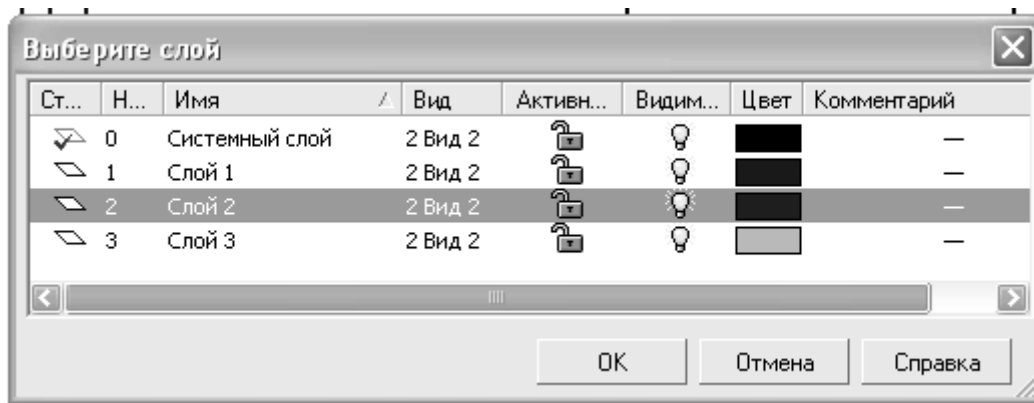 Выберите слой
Ст... Н... Имя Вид Активн... Видим... Цвет Комментарий
0 Системный слой 2 Вид 2 —
1 Слой 1 2 Вид 2 —
2 Слой 2 2 Вид 2 —
3 Слой 3 2 Вид 2 —
OK Отмена Справка